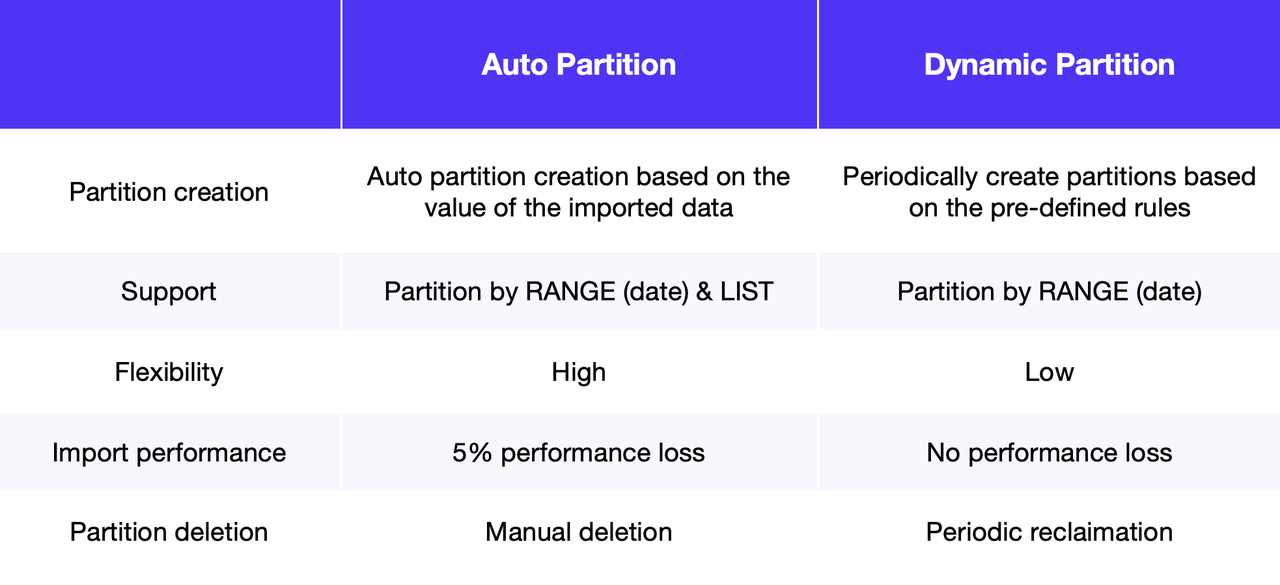 Auto Partition
Dynamic Partition
Partition creation
Auto partition creation based on the
value of the imported data
Periodically create partitions based
on the pre-defined rules
Support
Partition by RANGE (date) & LIST
Partition by RANGE (date)
Flexibility
High
Low
Import performance
5% performance loss
No performance loss
Partition deletion
Manual deletion
Periodic reclaimation